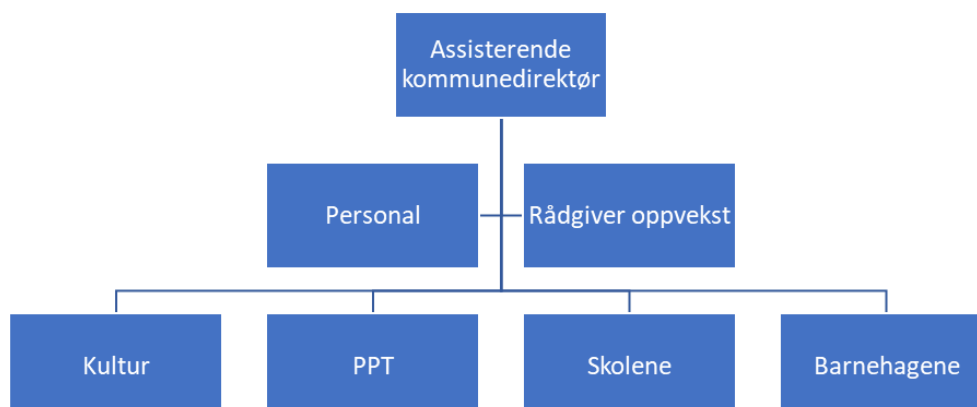 Assisterende
kommunedirektør
Personal
Rådgiver oppvekst
Kultur
PPT
Skolene
Barnehagene